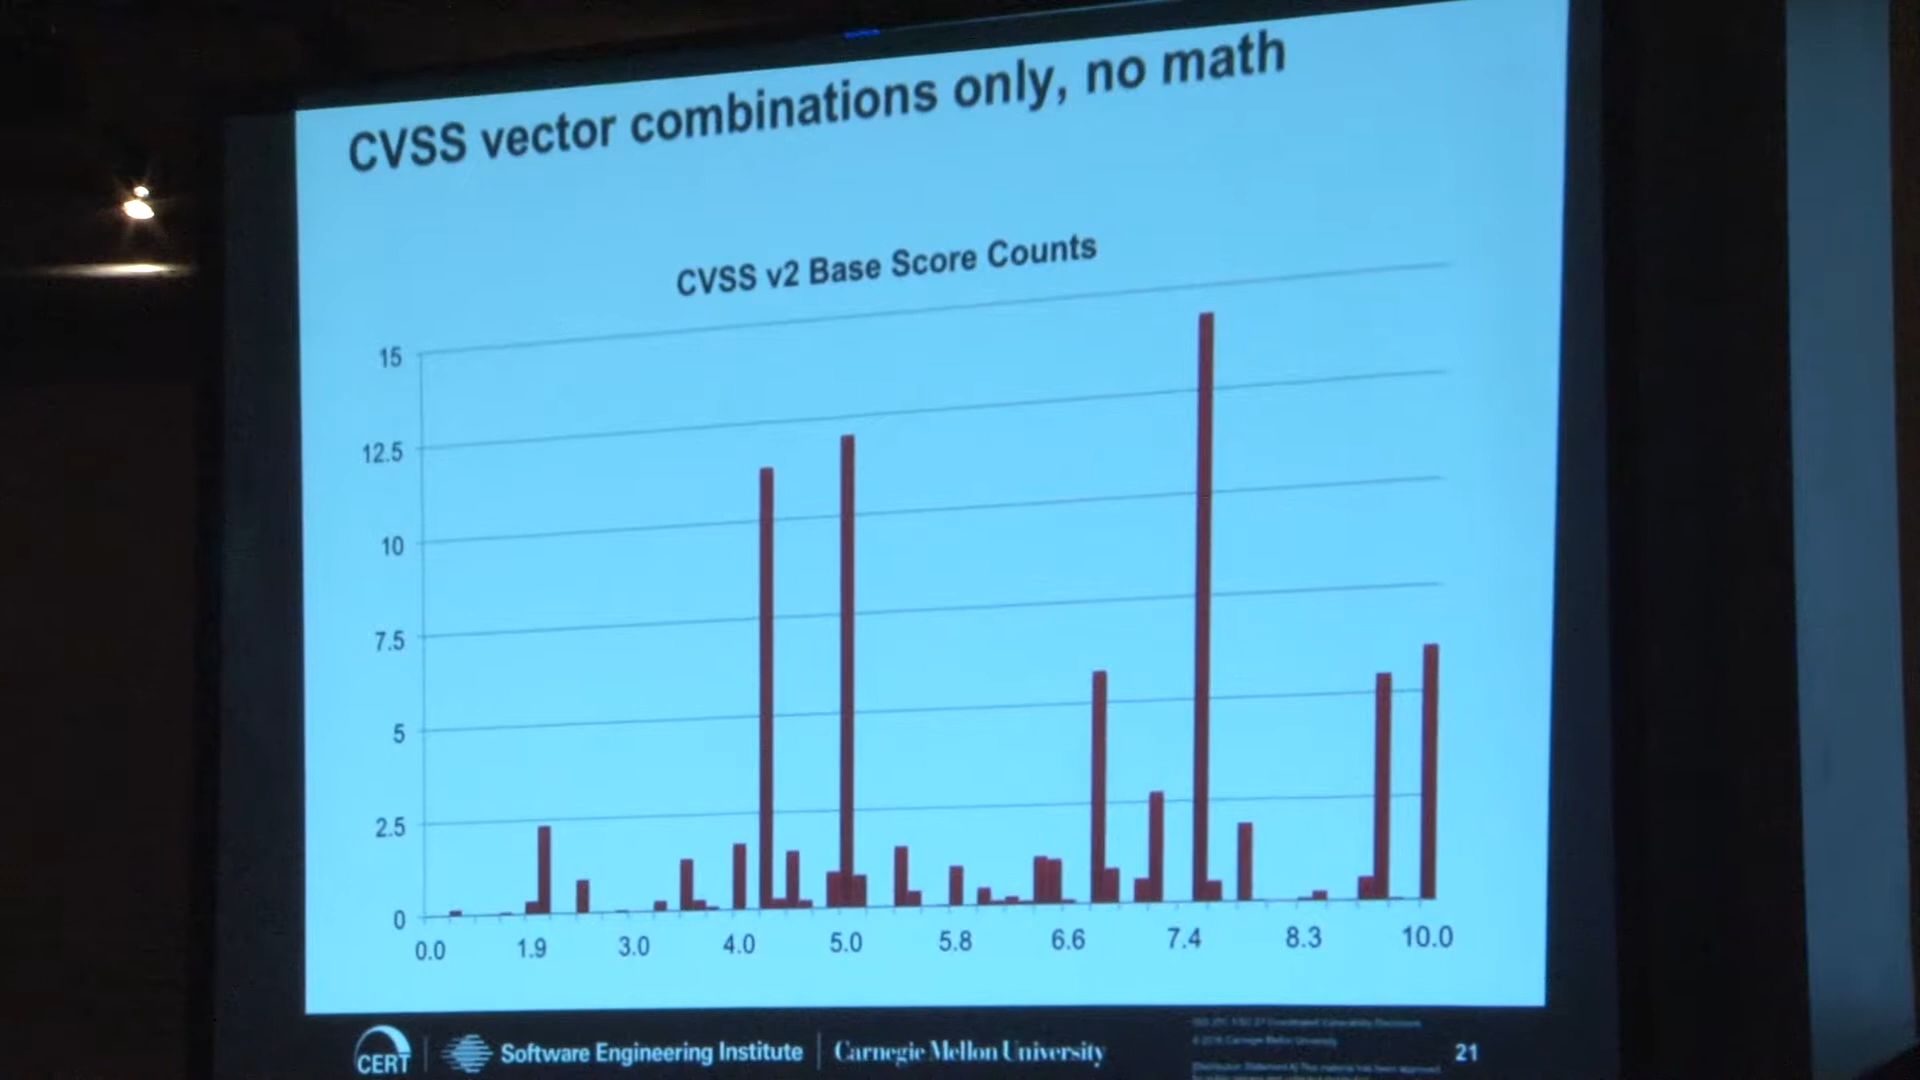 CVSS vector combinations only, no math
CVSS v2 Base Score Counts
15
12.5
10
7.5
5
2.5
0
0.0 1.9 3.0 4.0 5.0 5.8 6.6 7.4 8.3 10.0
CERT Software Engineering Institute Carnegie Mellon University
21